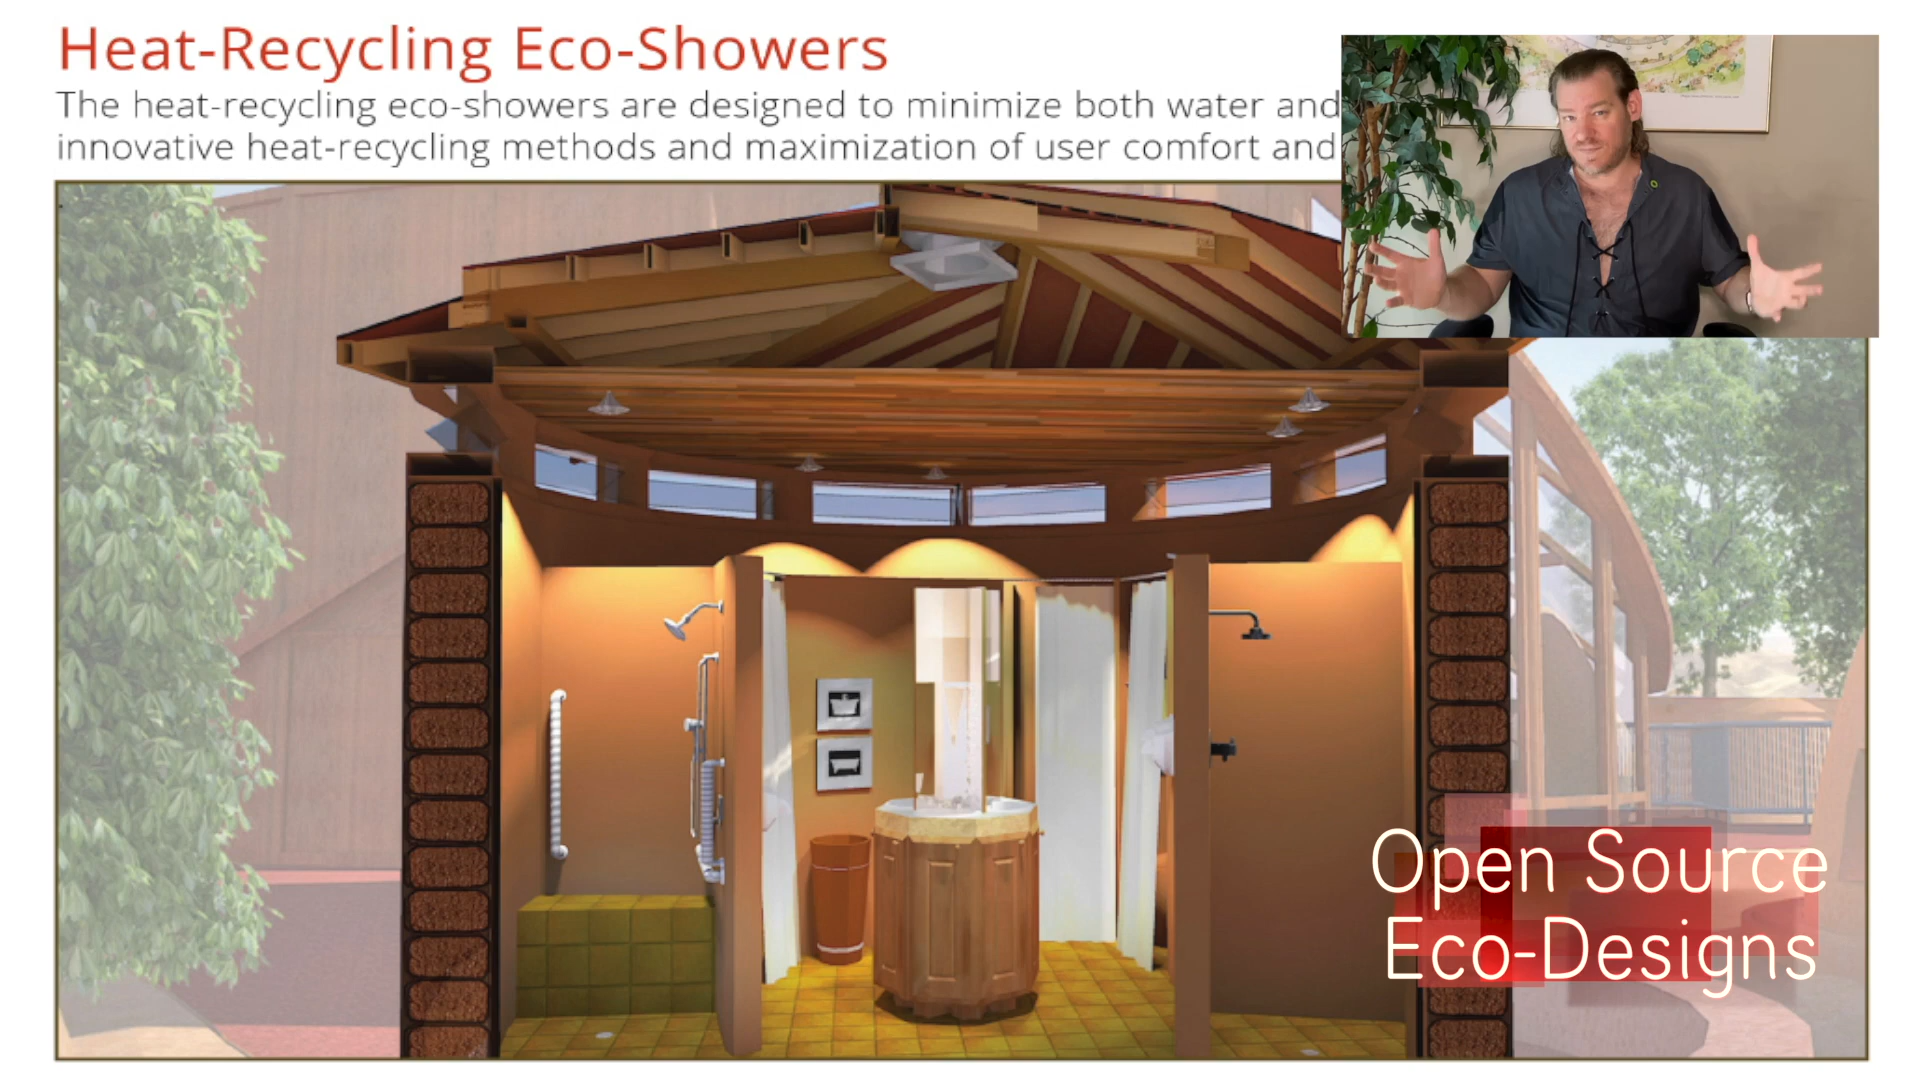 Heat-Recycling Eco-Showers
The heat-recycling eco-showers are designed to minimize both water and
innovative heat-recycling methods and maximization of user comfort and
Open Source
Eco-Designs